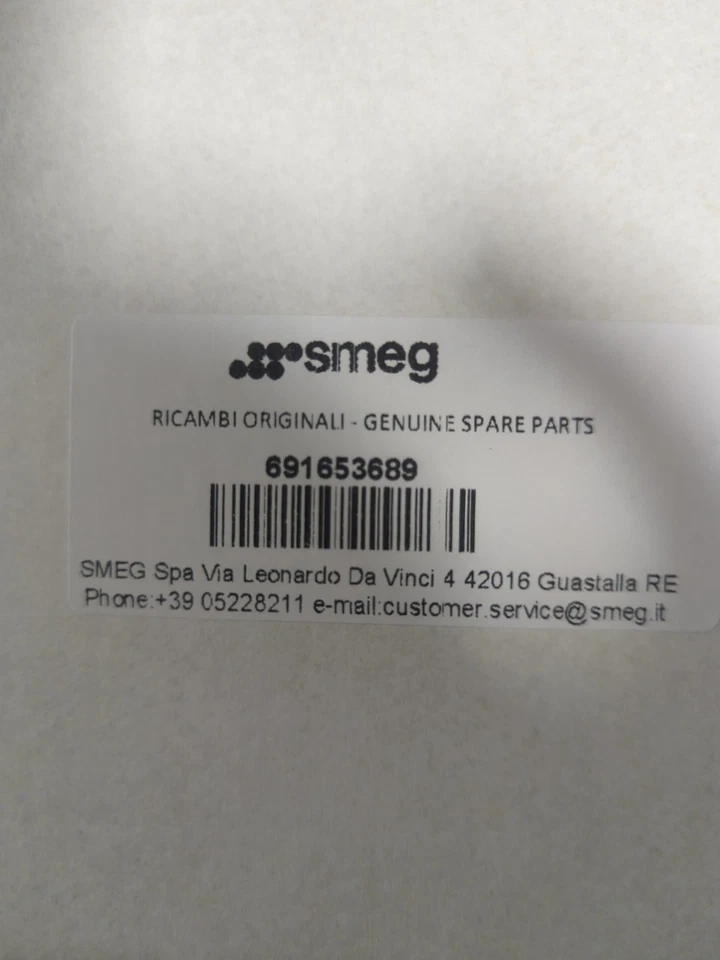 smeg
RICAMBI ORIGINALI - GENUINE SPARE PARTS
691653689
SMEG Spa Via Leonardo Da Vinci 4 42016 Guastalla RE
Phone:+39 05228211 e-mail:customer.service@smeg.it